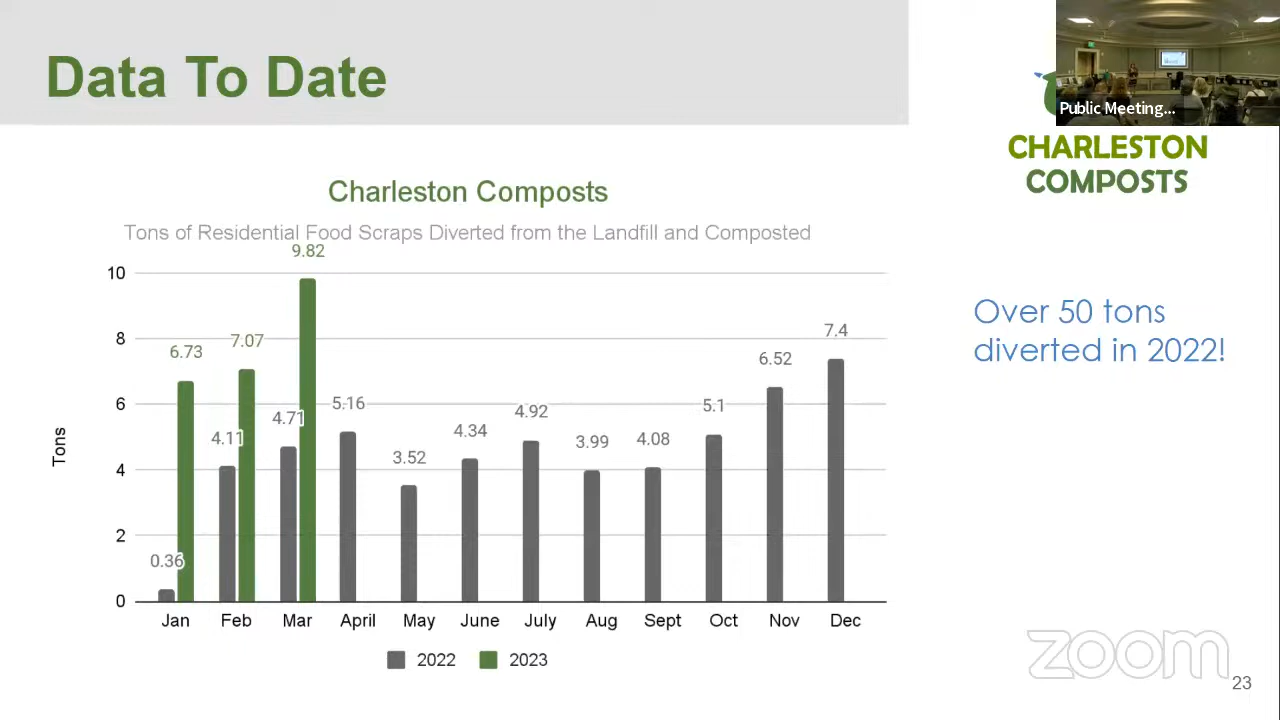 Data To Date
Public Meeting...
CHARLESTON
COMPOSTS
Charleston Composts
Tons of Residential Food Scraps Diverted from the Landfill and Composted
Over 50 tons
diverted in 2022!
Tons
10
8
6
4
2
0
0.36
6.73
4.11
7.07
4.71
9.82
5.16
3.52
4.34
4.92
3.99
4.08
5.1
6.52
7.4
Jan Feb Mar April May June July Aug Sept Oct Nov Dec
2022 2023
zoom
23